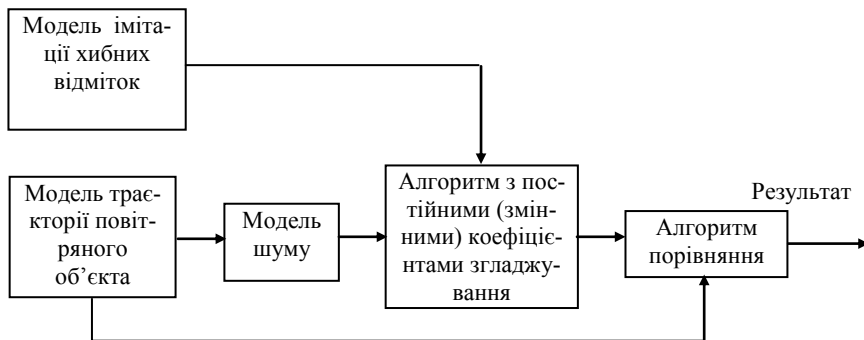 Модель іміта-
ції хибних
відміток
Модель трає-
кторії повіт-
ряного
об’єкта
Модель
шуму
Алгоритм з пос-
тійними (змін-
ними) коефіціє-
нтами згладжу-
вання
Результат
Алгоритм
порівняння